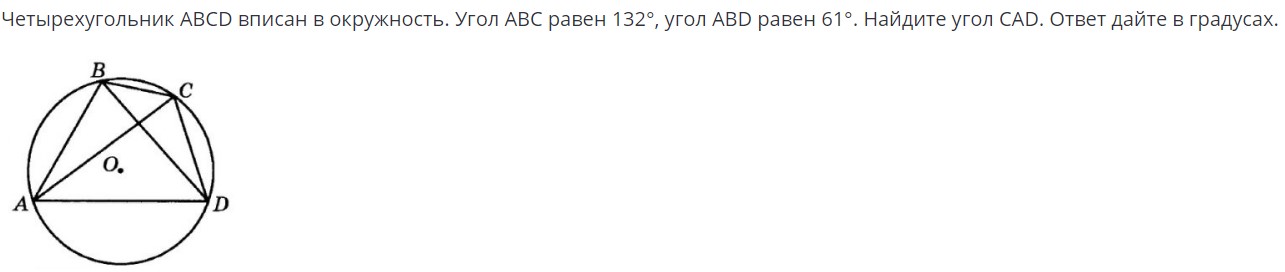 Четырехугольник ABCD вписан в окружность. Угол ABC равен 132°, угол ABD равен 61°. Найдите угол CAD. Ответ дайте в градусах.
B
C
O.
A
D